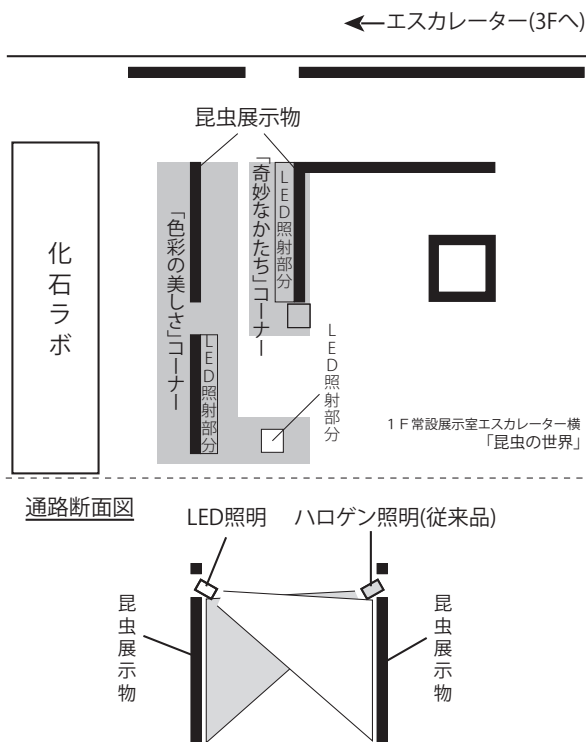 エスカレーター(3Fへ)
昆虫展示物
化石ラボ
「色彩の美しさ」コーナー
LED照射部分
「奇妙なかたち」コーナー
LED照射部分
LED照射部分
1F常設展示室エスカレーター横
「昆虫の世界」
通路断面図
LED照明
ハロゲン照明(従来品)
昆虫展示物
昆虫展示物